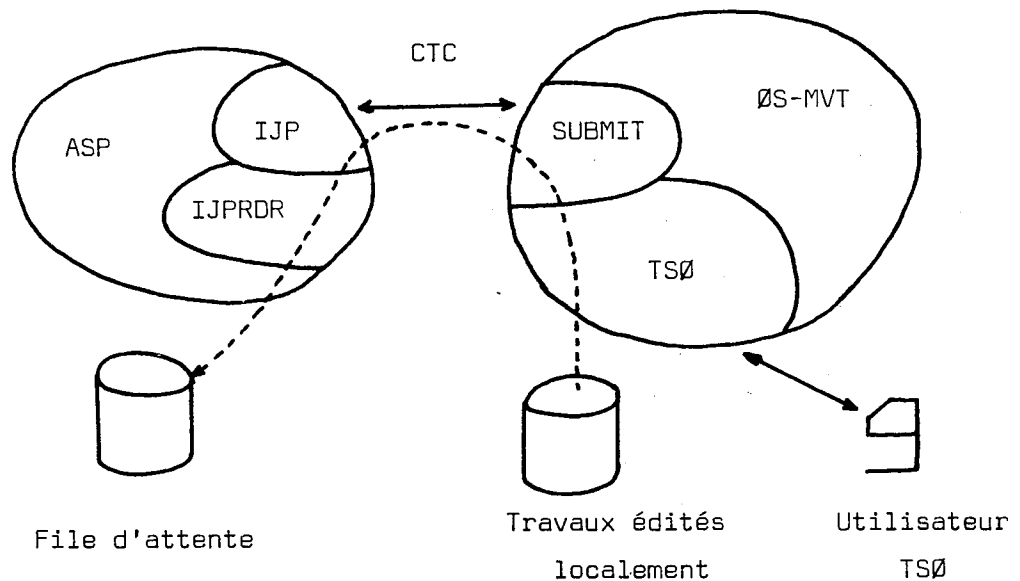 CTC
ØS-MVT
ASP
IJP
SUBMIT
IJPRDR
TSØ
File d'attente
Travaux édités
localement
Utilisateur
TSØ